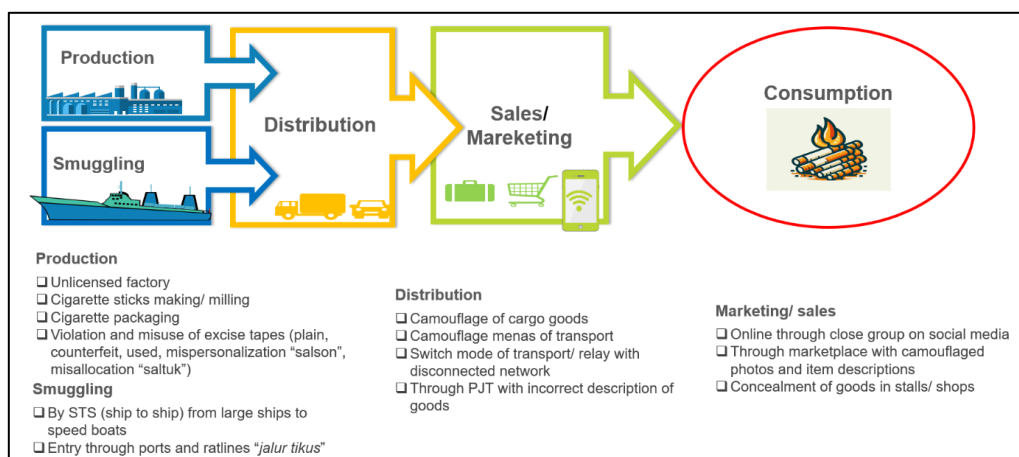 Production
Smuggling
Distribution
Sales/
Mareketing
Consumption
Production
❑ Unlicensed factory
❑ Cigarette sticks making/ milling
❑ Cigarette packaging
❑ Violation and misuse of excise tapes (plain,
counterfeit, used, mispersonalization “salson”,
misallocation “saltuk”)
Smuggling
❑ By STS (ship to ship) from large ships to
speed boats
❑ Entry through ports and ratlines “jalur tikus”
Distribution
❑ Camouflage of cargo goods
❑ Camouflage menas of transport
❑ Switch mode of transport/ relay with
disconnected network
❑ Through PJT with incorrect description of
goods
Marketing/ sales
❑ Online through close group on social media
❑ Through marketplace with camouflaged
photos and item descriptions
❑ Concealment of goods in stalls/ shops